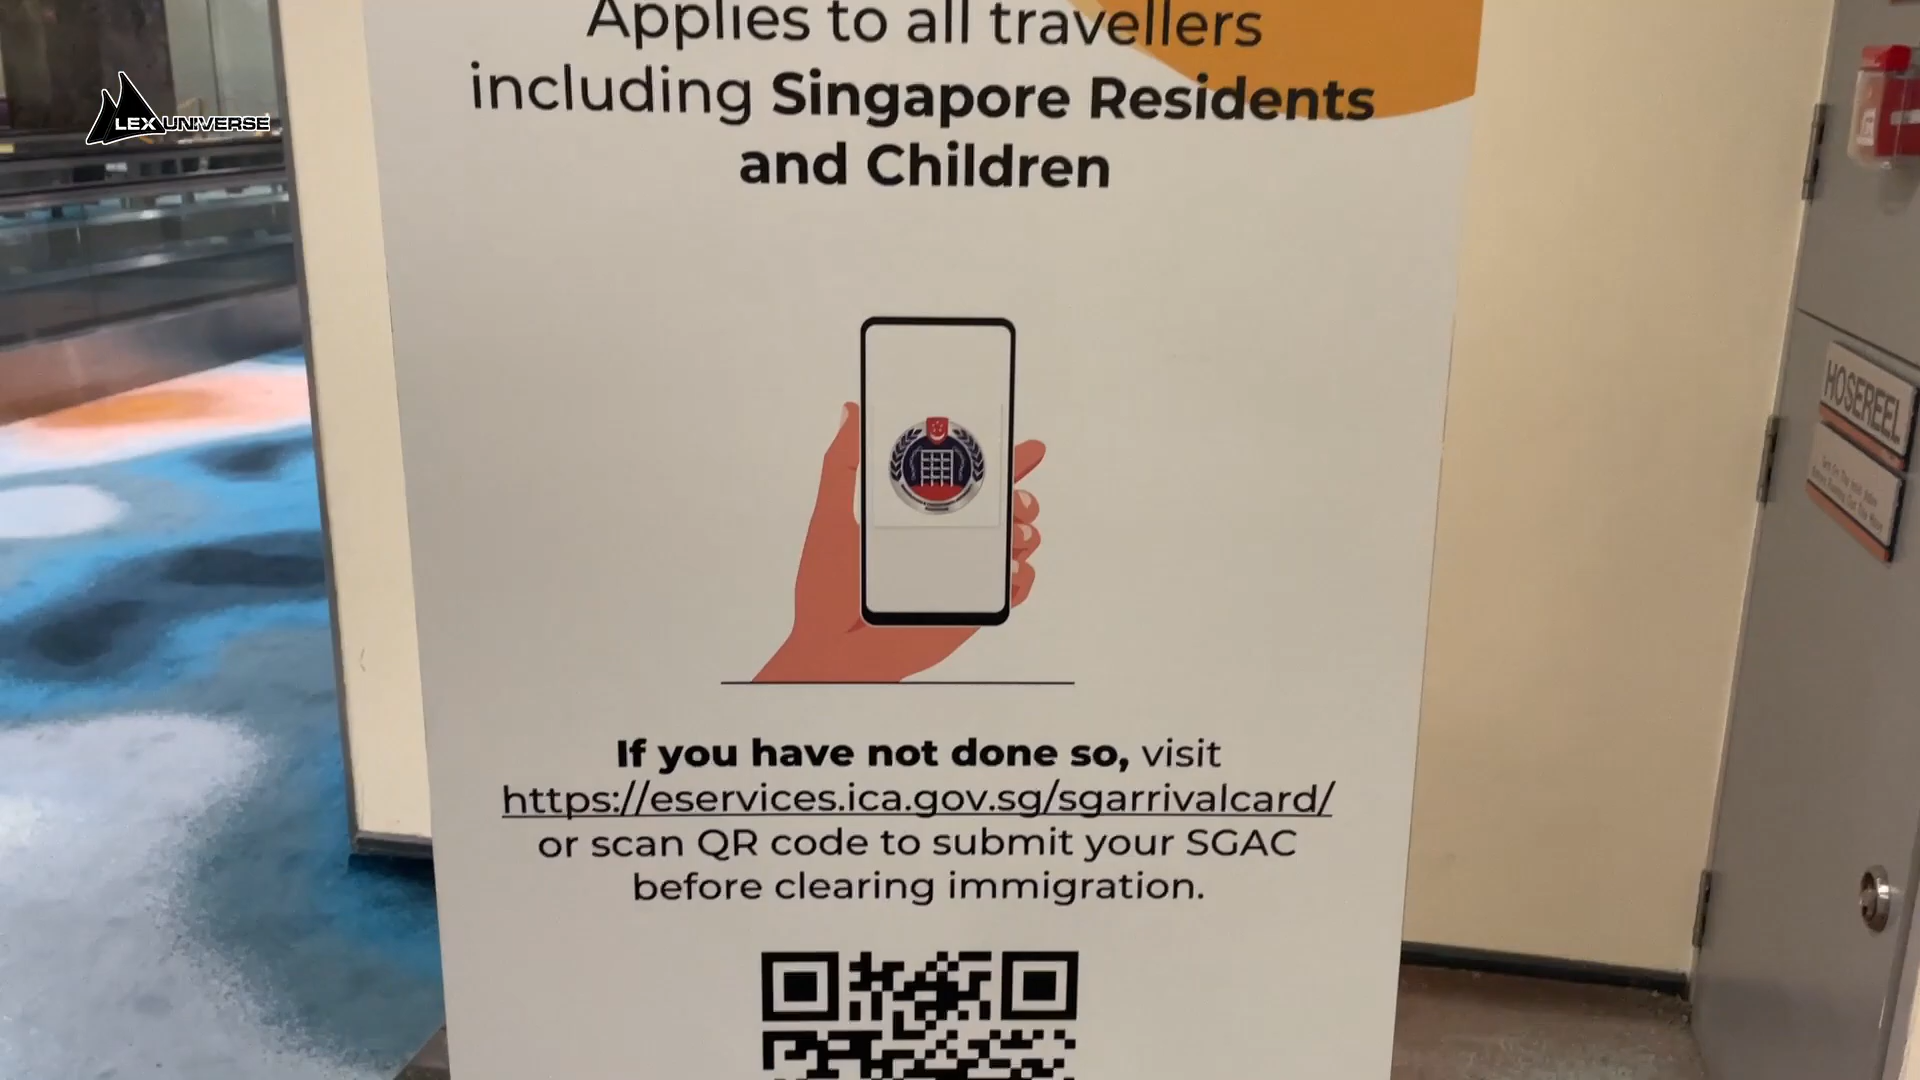 Applies to all travellers
including Singapore Residents
and Children
LEX UNIVERSE
HOSEREEL
If you have not done so, visit
https://eservices.ica.gov.sg/sgarrivalcard/
or scan QR code to submit your SGAC
before clearing immigration.